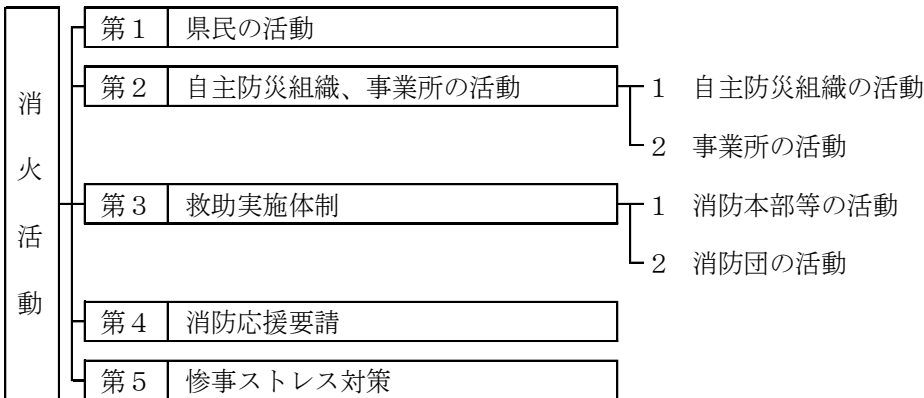 消火活動
第1 県民の活動
第2 自主防災組織、事業所の活動
1 自主防災組織の活動
2 事業所の活動
第3 救助実施体制
1 消防本部等の活動
2 消防団の活動
第4 消防応援要請
第5 惨事ストレス対策